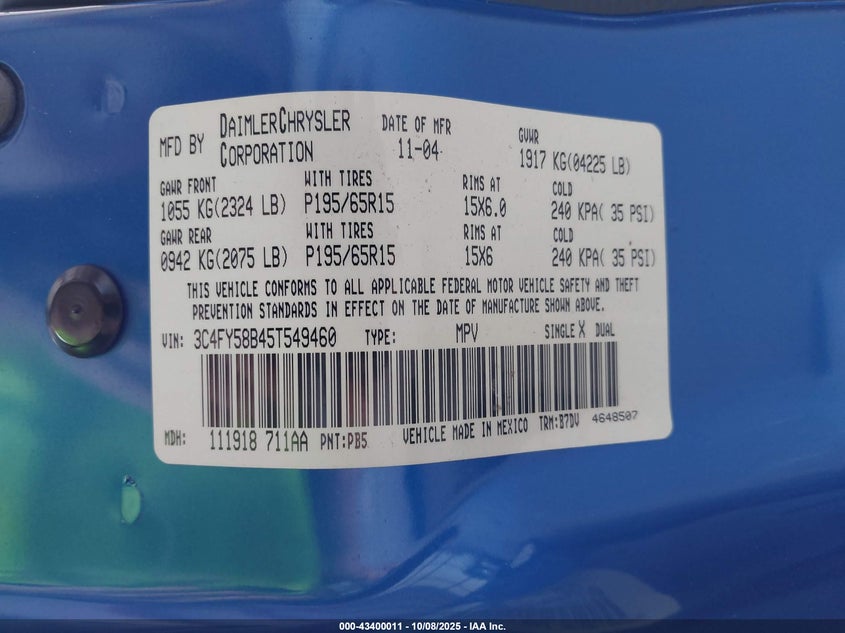 MFD BY DAIMLERCHRYSLER CORPORATION DATE OF MFR 11-04 GVWR 1917 KG(04225 LB)
GAWR FRONT WITH TIRES RIMS AT COLD
1055 KG(2324 LB) P195/65R15 15X6.0 240 KPA( 35 PSI)
GAWR REAR WITH TIRES RIMS AT COLD
0942 KG(2075 LB) P195/65R15 15X6 240 KPA( 35 PSI)
THIS VEHICLE CONFORMS TO ALL APPLICABLE FEDERAL MOTOR VEHICLE SAFETY AND THEFT
PREVENTION STANDARDS IN EFFECT ON THE DATE OF MANUFACTURE SHOWN ABOVE.
VIN: 3C4FY58B45T549460 TYPE: MPV SINGLE X DUAL
MDH: 111918 711AA PNT:PB5 VEHICLE MADE IN MEXICO TRM:B7DV 4648507
000-43400011 - 10/08/2025 - IAA Inc.